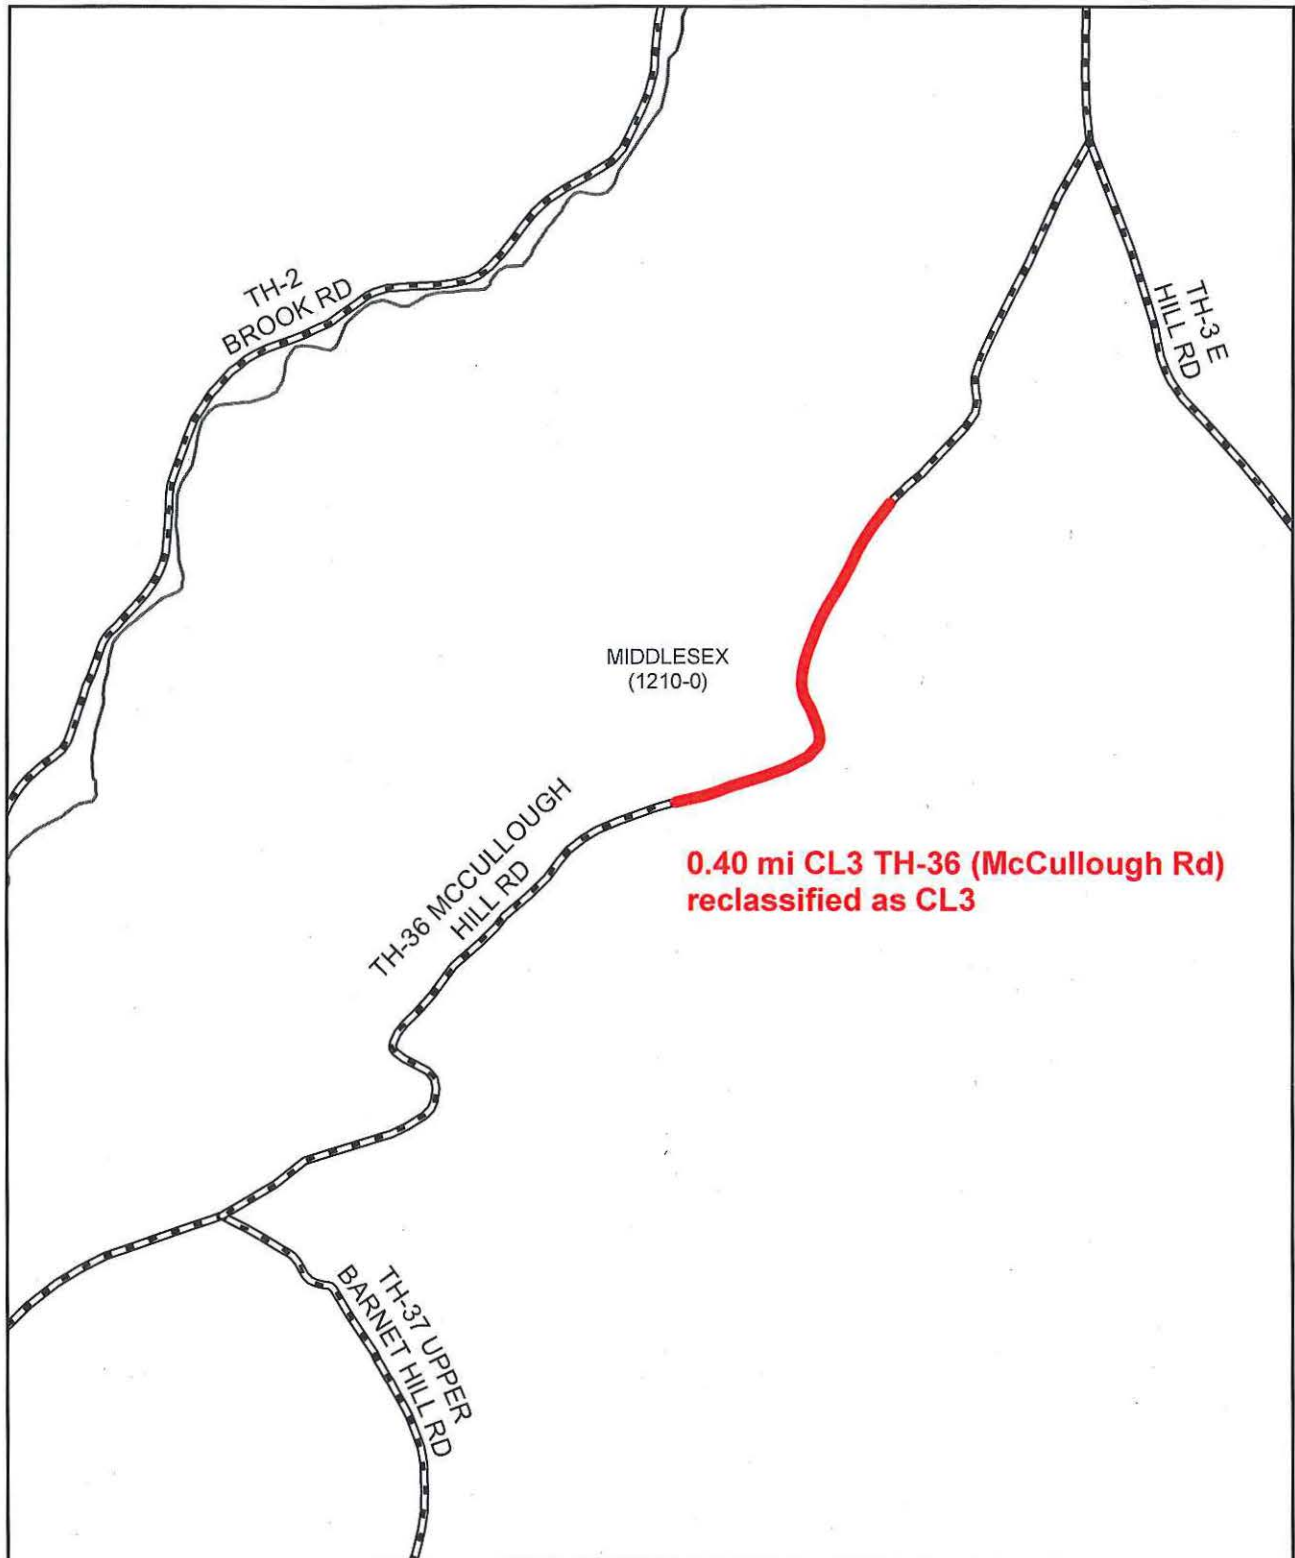 TH-2
BROOK RD
TH-3 E
HILL RD
MIDDLESEX
(1210-0)
TH-36 MCCULLOUGH
HILL RD
0.40 mi CL3 TH-36 (McCullough Rd)
reclassified as CL3
TH-37 UPPER
BARNET HILL RD